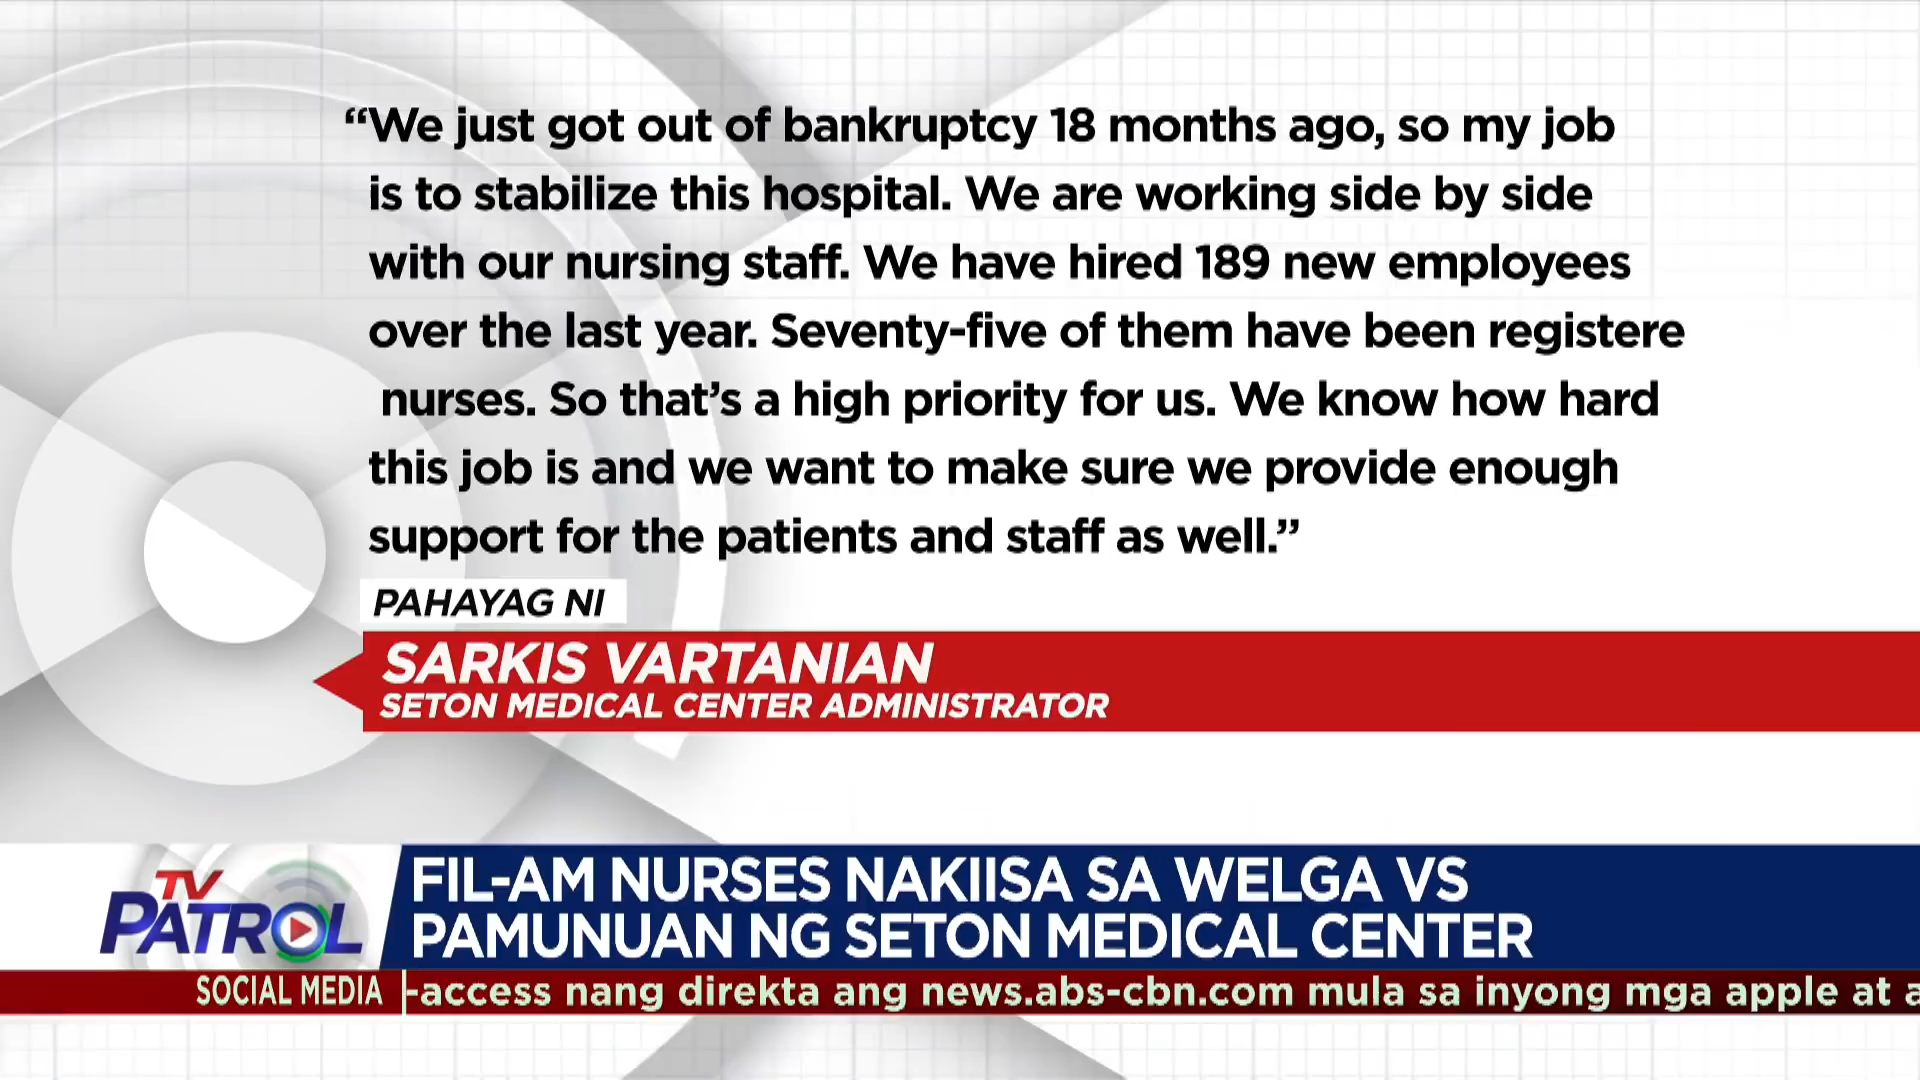 “We just got out of bankruptcy 18 months ago, so my job
is to stabilize this hospital. We are working side by side
with our nursing staff. We have hired 189 new employees
over the last year. Seventy-five of them have been registere
nurses. So that’s a high priority for us. We know how hard
this job is and we want to make sure we provide enough
support for the patients and staff as well.”
PAHAYAG NI
SARKIS VARTANIAN
SETON MEDICAL CENTER ADMINISTRATOR
TV PATROL
FIL-AM NURSES NAKIISA SA WELGA VS
PAMUNUAN NG SETON MEDICAL CENTER
SOCIAL MEDIA -access nang direkta ang news.abs-cbn.com mula sa inyong mga apple at a